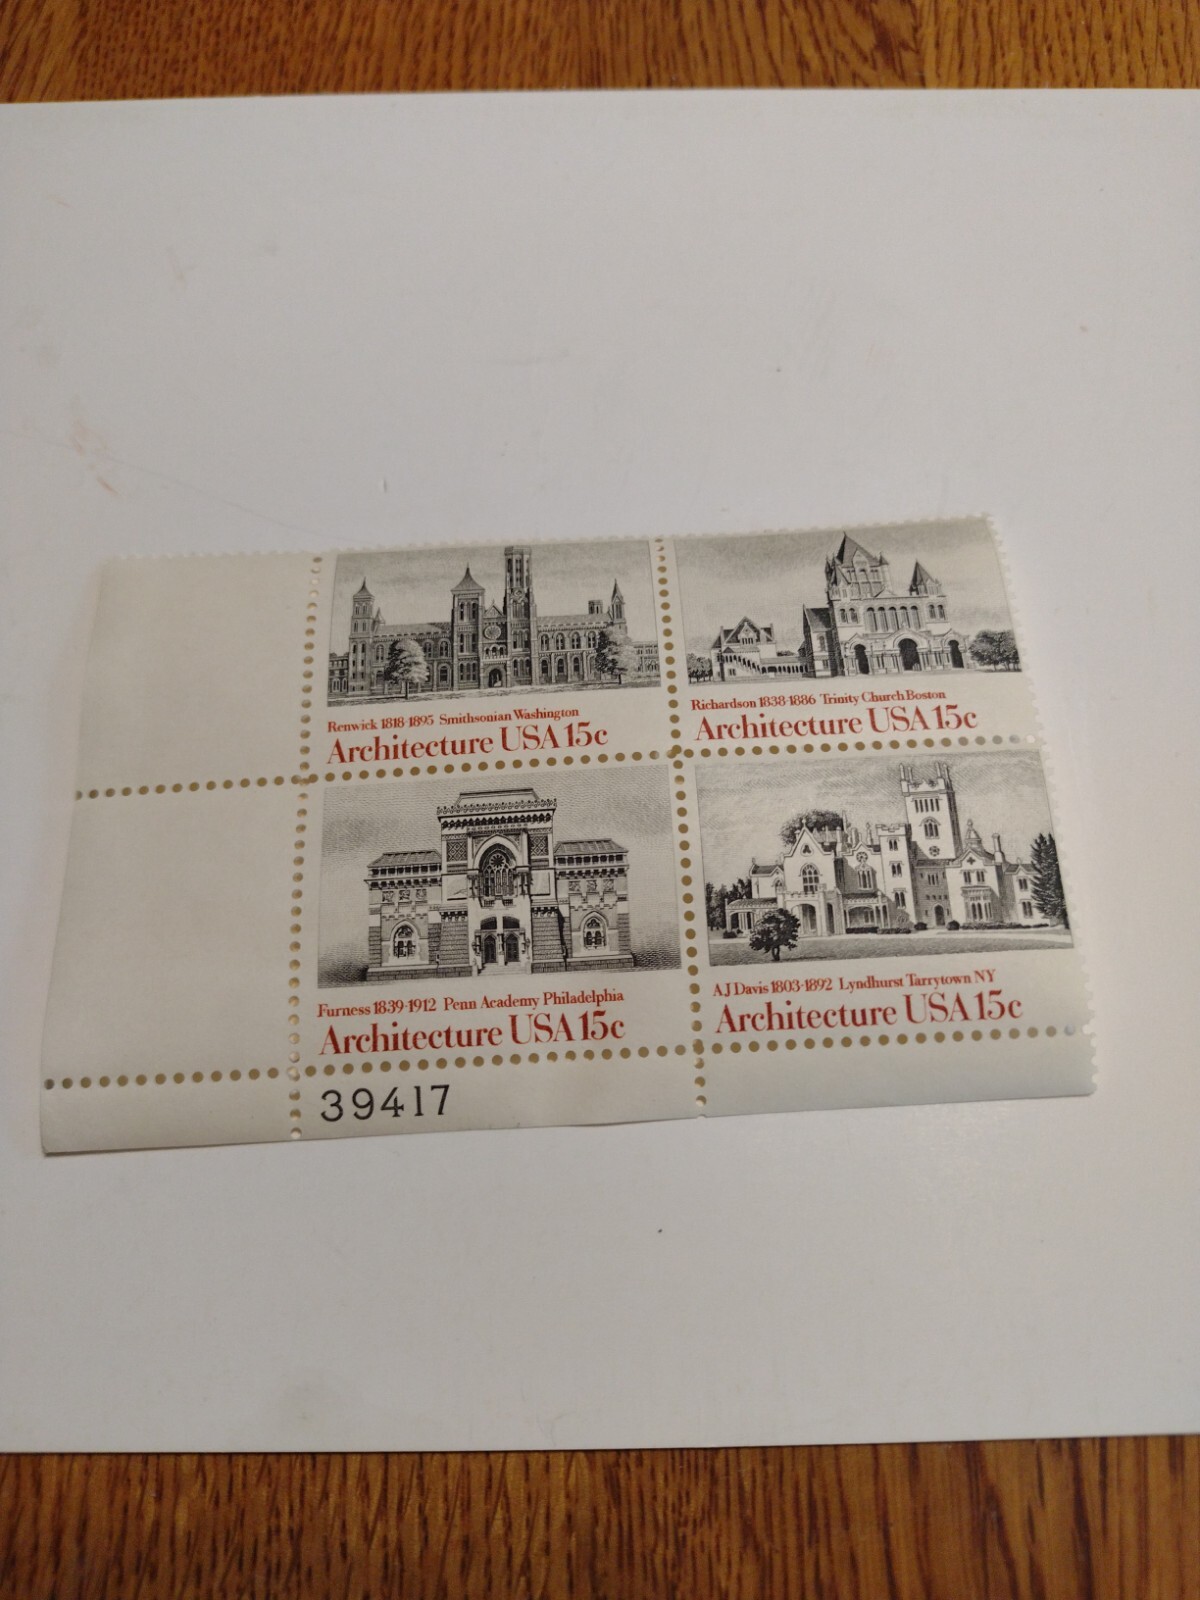 Renwick 1818-1895 Smithsonian Washington
Architecture USA 15c
Richardson 1838-1886 Trinity Church Boston
Architecture USA 15c
Furness 1839-1912 Penn Academy Philadelphia
Architecture USA 15c
AJ Davis 1803-1892 Lyndhurst Tarrytown NY
Architecture USA 15c
39417